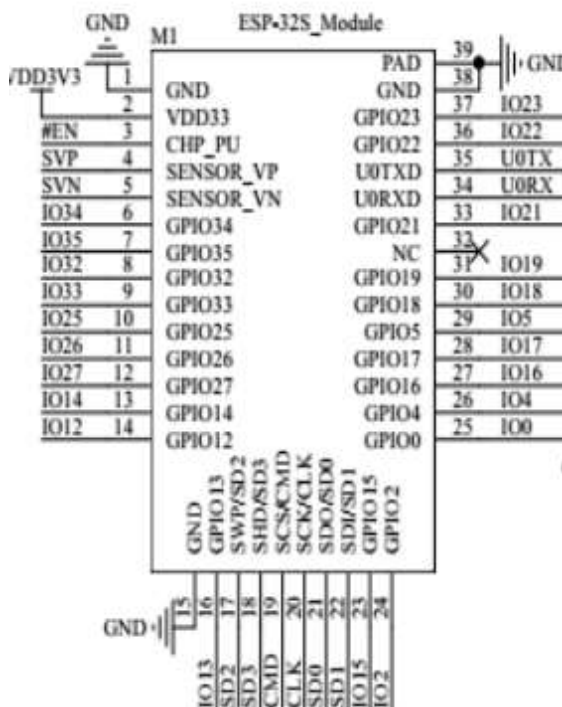 GND
ESP-32S_Module
M1
VDD3V3
1 GND
2 VDD33
#EN 3 CHP_PU
SVP 4 SENSOR_VP
SVN 5 SENSOR_VN
IO34 6 GPIO34
IO35 7 GPIO35
IO32 8 GPIO32
IO33 9 GPIO33
IO25 10 GPIO25
IO26 11 GPIO26
IO27 12 GPIO27
IO14 13 GPIO14
IO12 14 GPIO12
PAD 39 GND
GND 38
GPIO23 37 IO23
GPIO22 36 IO22
U0TXD 35 U0TX
U0RXD 34 U0RX
GPIO21 33 IO21
NC 32
GPIO19 31 IO19
GPIO18 30 IO18
GPIO5 29 IO5
GPIO17 28 IO17
GPIO16 27 IO16
GPIO4 26 IO4
GPIO0 25 IO0
GND 15 GND
GPIO13 16 IO13
SWP/SD2 17 SD2
SHD/SD3 18 SD3
SCS/CMD 19 CMD
SCK/CLK 20 CLK
SDO/SD0 21 SD0
SDI/SD1 22 SD1
GPIO15 23 IO15
GPIO2 24 IO2